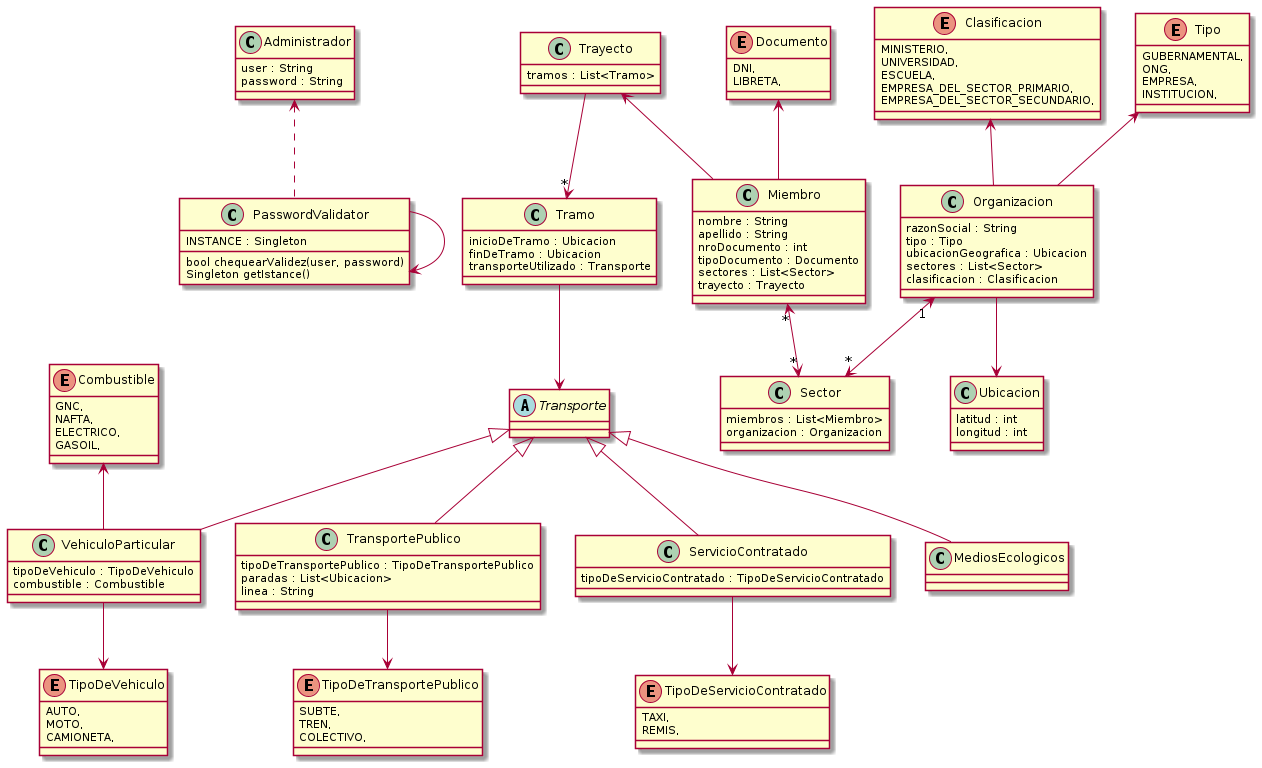 C Administrador
user : String
password : String
C Trayecto
tramos : List<Tramo>
E Documento
DNI,
LIBRETA,
E Clasificacion
MINISTERIO,
UNIVERSIDAD,
ESCUELA,
EMPRESA_DEL_SECTOR_PRIMARIO,
EMPRESA_DEL_SECTOR_SECUNDARIO,
E Tipo
GUBERNAMENTAL,
ONG,
EMPRESA,
INSTITUCION,
C PasswordValidator
INSTANCE : Singleton
bool chequearValidez(user, password)
Singleton getIstance()
*
C Tramo
inicioDeTramo : Ubicacion
finDeTramo : Ubicacion
transporteUtilizado : Transporte
C Miembro
nombre : String
apellido : String
nroDocumento : int
tipoDocumento : Documento
sectores : List<Sector>
trayecto : Trayecto
C Organizacion
razonSocial : String
tipo : Tipo
ubicacionGeografica : Ubicacion
sectores : List<Sector>
clasificacion : Clasificacion
*
1
*
*
E Combustible
GNC,
NAFTA,
ELECTRICO,
GASOIL,
A Transporte
C Sector
miembros : List<Miembro>
organizacion : Organizacion
C Ubicacion
latitud : int
longitud : int
C VehiculoParticular
tipoDeVehiculo : TipoDeVehiculo
combustible : Combustible
C TransportePublico
tipoDeTransportePublico : TipoDeTransportePublico
paradas : List<Ubicacion>
linea : String
C ServicioContratado
tipoDeServicioContratado : TipoDeServicioContratado
C MediosEcologicos
E TipoDeVehiculo
AUTO,
MOTO,
CAMIONETA,
E TipoDeTransportePublico
SUBTE,
TREN,
COLECTIVO,
E TipoDeServicioContratado
TAXI,
REMIS,